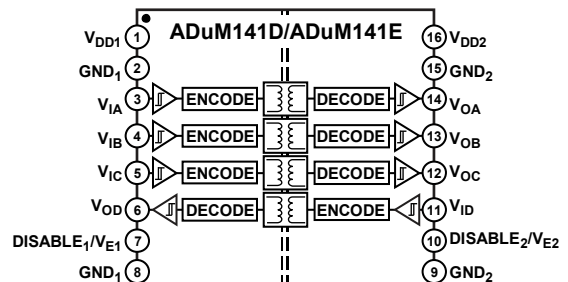 ADuM141D/ADuM141E
VDD1 1 16 VDD2
GND1 2 15 GND2
VIA 3 ENCODE DECODE 14 VOA
VIB 4 ENCODE DECODE 13 VOB
VIC 5 ENCODE DECODE 12 VOC
VOD 6 DECODE ENCODE 11 VID
DISABLE1/VE1 7 10 DISABLE2/VE2
GND1 8 9 GND2